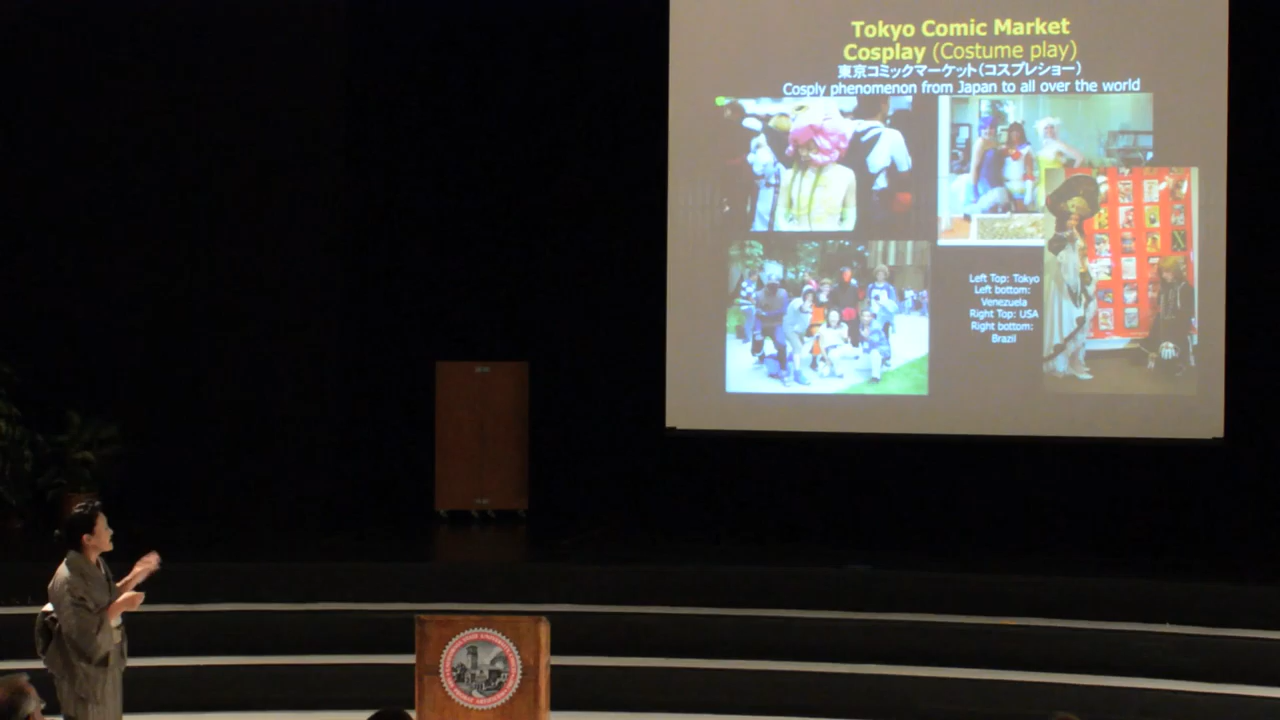 Tokyo Comic Market
Cosplay (Costume play)
東京コミックマーケット(コスプレショー)
Cosply phenomenon from Japan to all over the world
Left Top: Tokyo
Left bottom:
Venezuela
Right Top: USA
Right bottom:
Brazil